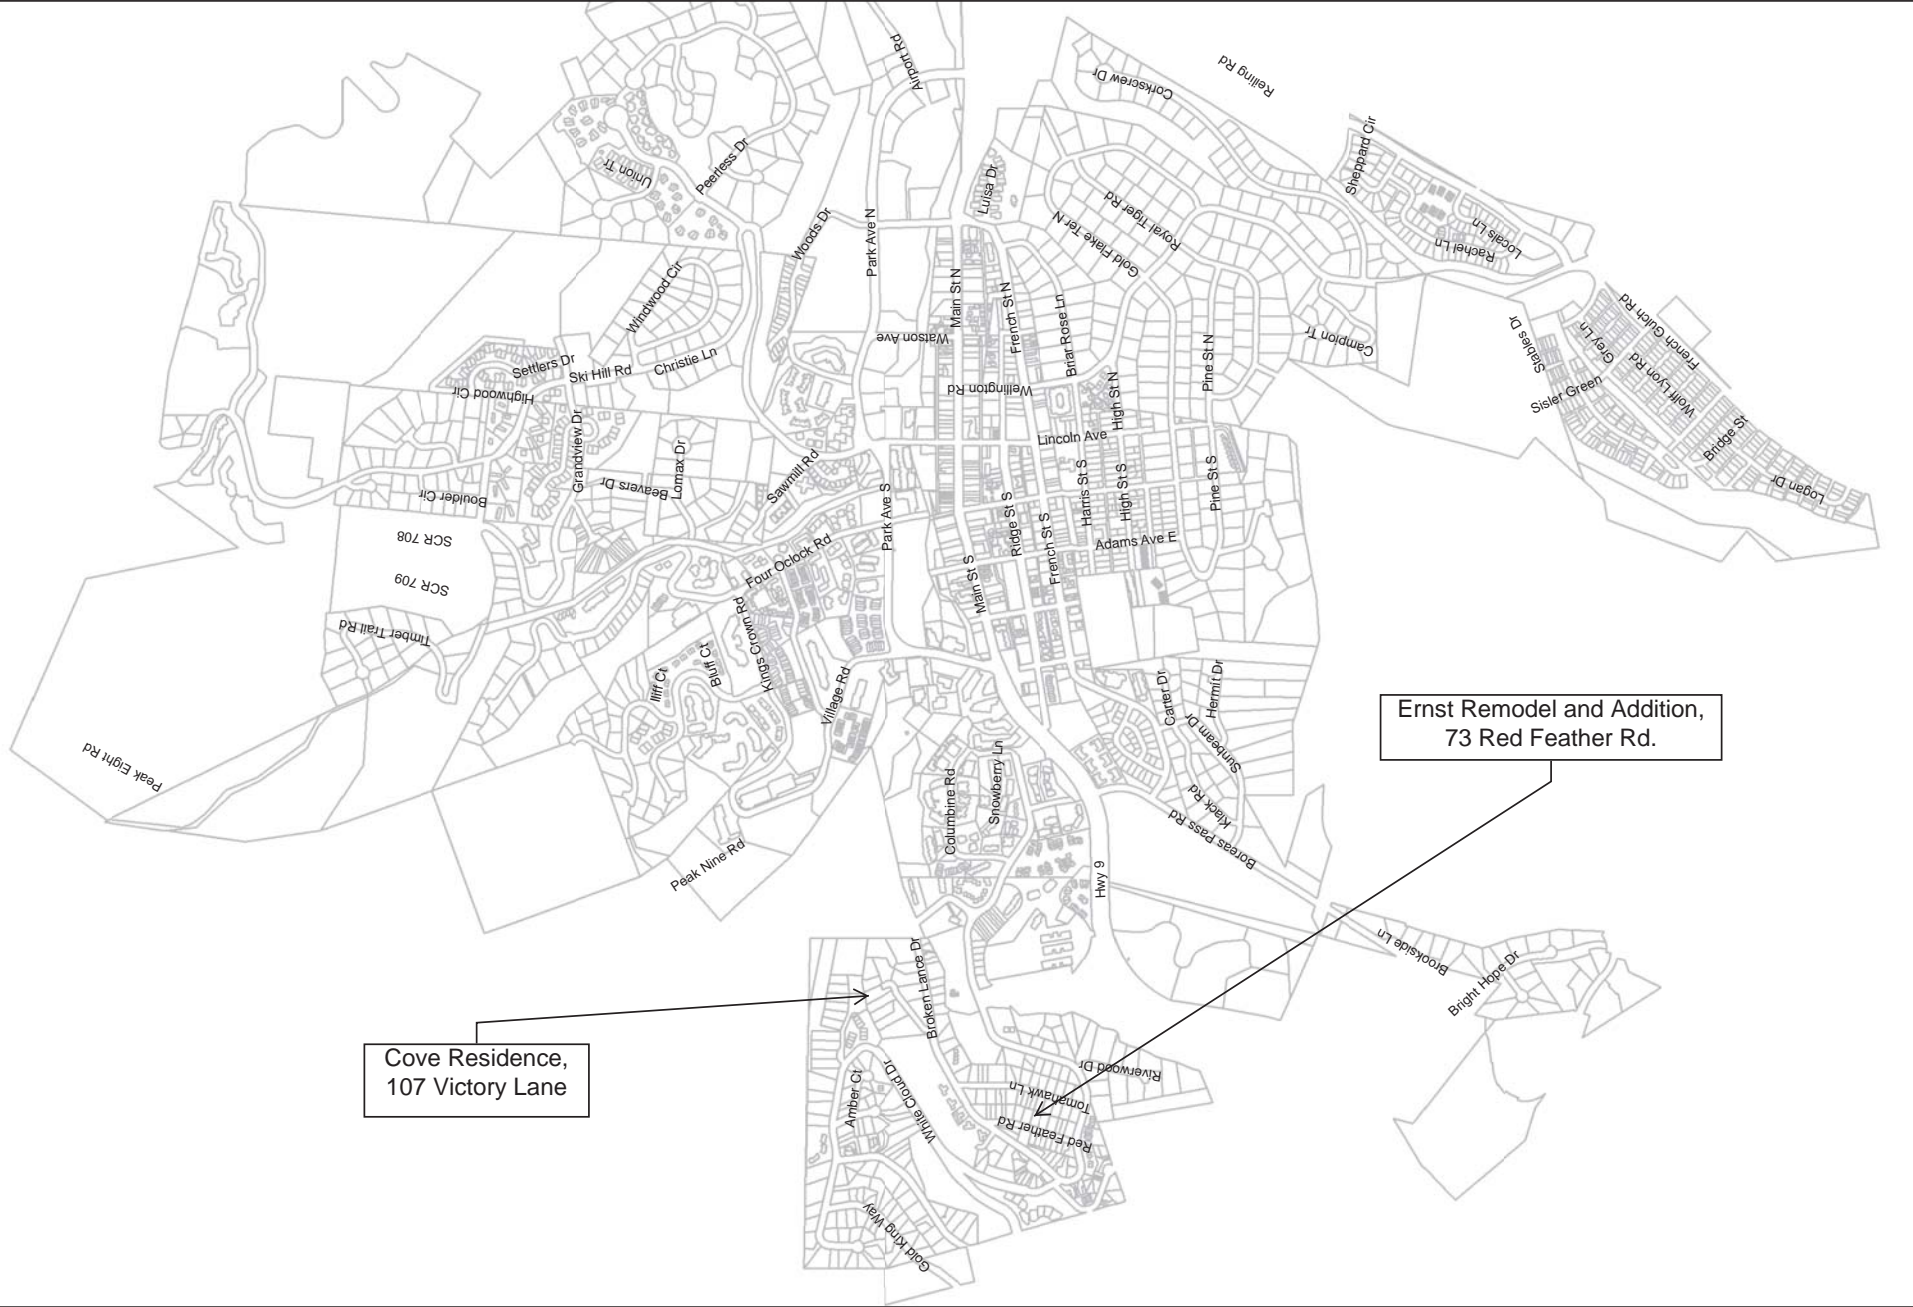 Airport Rd
Reiling Rd
Corkscrew Dr
Sheppard Cir
Union Tr
Peerless Dr
Luisa Dr
Royal Tiger Rd
Gold Flake Ter N
Woods Dr
Park Ave N
Locals Ln
Rachel Ln
Windwood Cir
Main St N
French St N
Briar Rose Ln
Watson Ave
Pine St N
Campion Tr
Stables Dr
Grey Ln
French Gulch Rd
Wolff Lyon Rd
Settlers Dr
Ski Hill Rd
Christie Ln
Highwood Cir
Wellington Rd
High St N
Sisler Green
Bridge St
Lincoln Ave
Grandview Dr
Lomax Dr
Beavers Dr
Sawmill Rd
Boulder Cir
Harris St S
High St S
Pine St S
Logan Dr
SCR 708
SCR 709
Park Ave S
Ridge St S
French St S
Adams Ave E
Four Oclock Rd
Main St S
Timber Trail Rd
Kings Crown Rd
Bluff Ct
Iliff Ct
Village Rd
Carter Dr
Hermit Dr
Sunbeam Dr
Ernst Remodel and Addition,
73 Red Feather Rd.
Peak Eight Rd
Columbine Rd
Snowberry Ln
Klack Rd
Boreas Pass Rd
Peak Nine Rd
Hwy 9
Brookside Ln
Bright Hope Dr
Broken Lance Dr
Cove Residence,
107 Victory Lane
Riverwood Dr
Tomahawk Ln
Red Feather Rd
Amber Ct
White Cloud Dr
Gold King Way